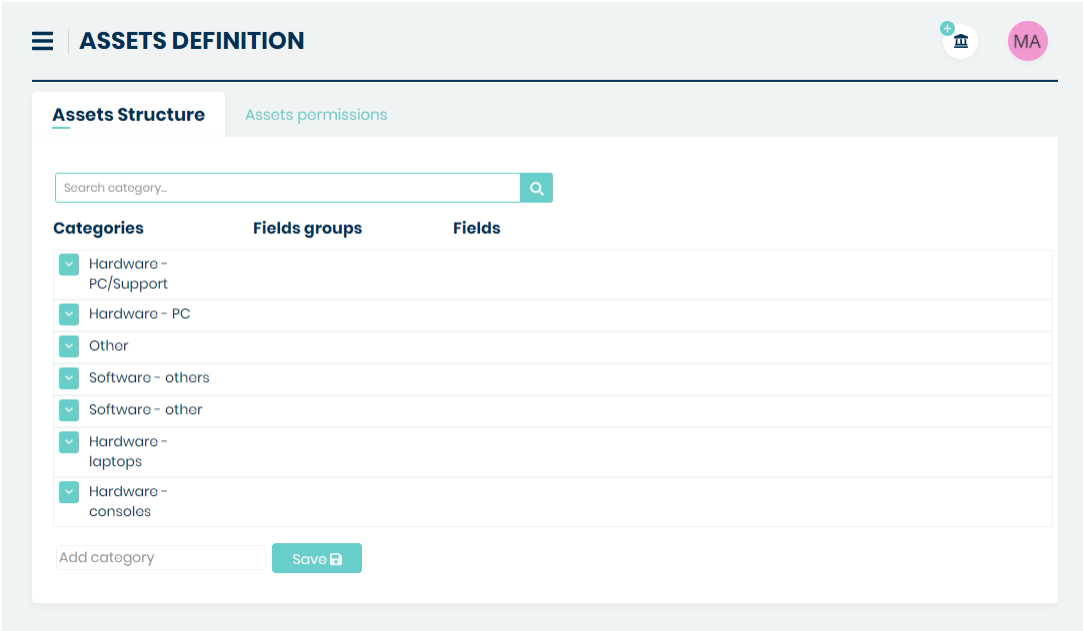 ASSETS DEFINITION
MA
Assets Structure
Assets permissions
Search category...
Categories
Fields groups
Fields
Hardware -
PC/Support
Hardware - PC
Other
Software - others
Software - other
Hardware -
laptops
Hardware -
consoles
Add category
Save